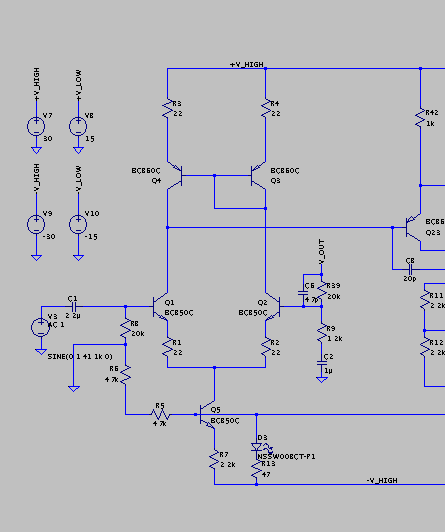 +V_HIGH
+V_HIGH
+V_LOW
R3
22
R4
22
R42
1k
V7
-30
V8
15
BC860C
Q4
BC860C
Q3
+V_HIGH
+V_LOW
V9
-30
V10
-15
BC86
Q23
-V_OUT
C8
20p
C6
4.7p
R39
20k
C1
2.2µ
Q1
BC850C
Q2
BC850C
R11
2.2k
V3
AC 1
R8
20k
R9
1.2k
SINE(0 1.41 1k 0)
R1
22
R2
22
R12
2.2k
C2
1µ
R6
4.7k
R5
4.7k
Q5
BC850C
D3
NSSW008CT-P1
R7
2.2k
R13
47
-V_HIGH